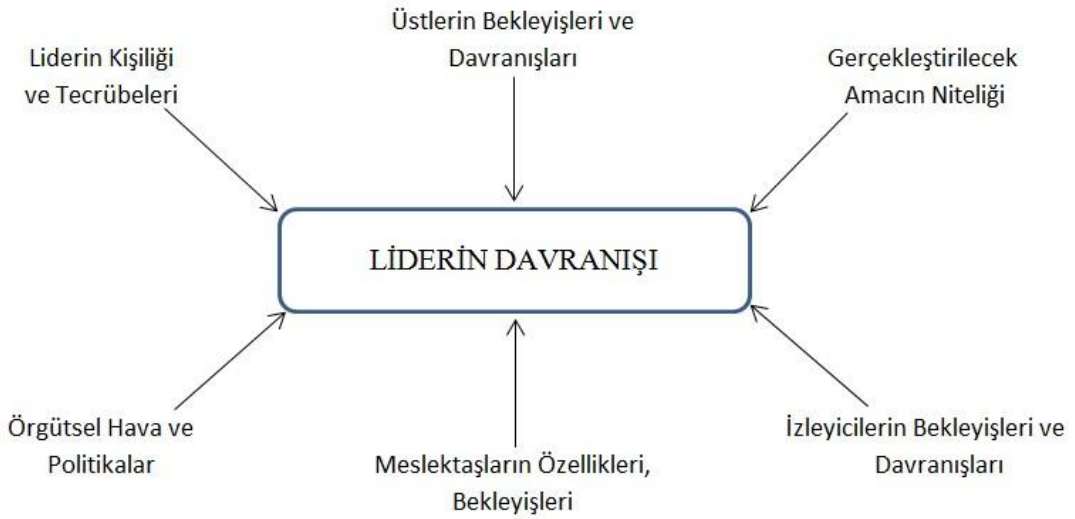 Üstlerin Bekleyişleri ve
Davranışları
Liderin Kişiliği
ve Tecrübeleri
Gerçekleştirilecek
Amacın Niteliği
LİDERİN DAVRANIŞI
Örgütsel Hava ve
Politikalar
Meslektaşların Özellikleri,
Bekleyişleri
İzleyicilerin Bekleyişleri ve
Davranışları